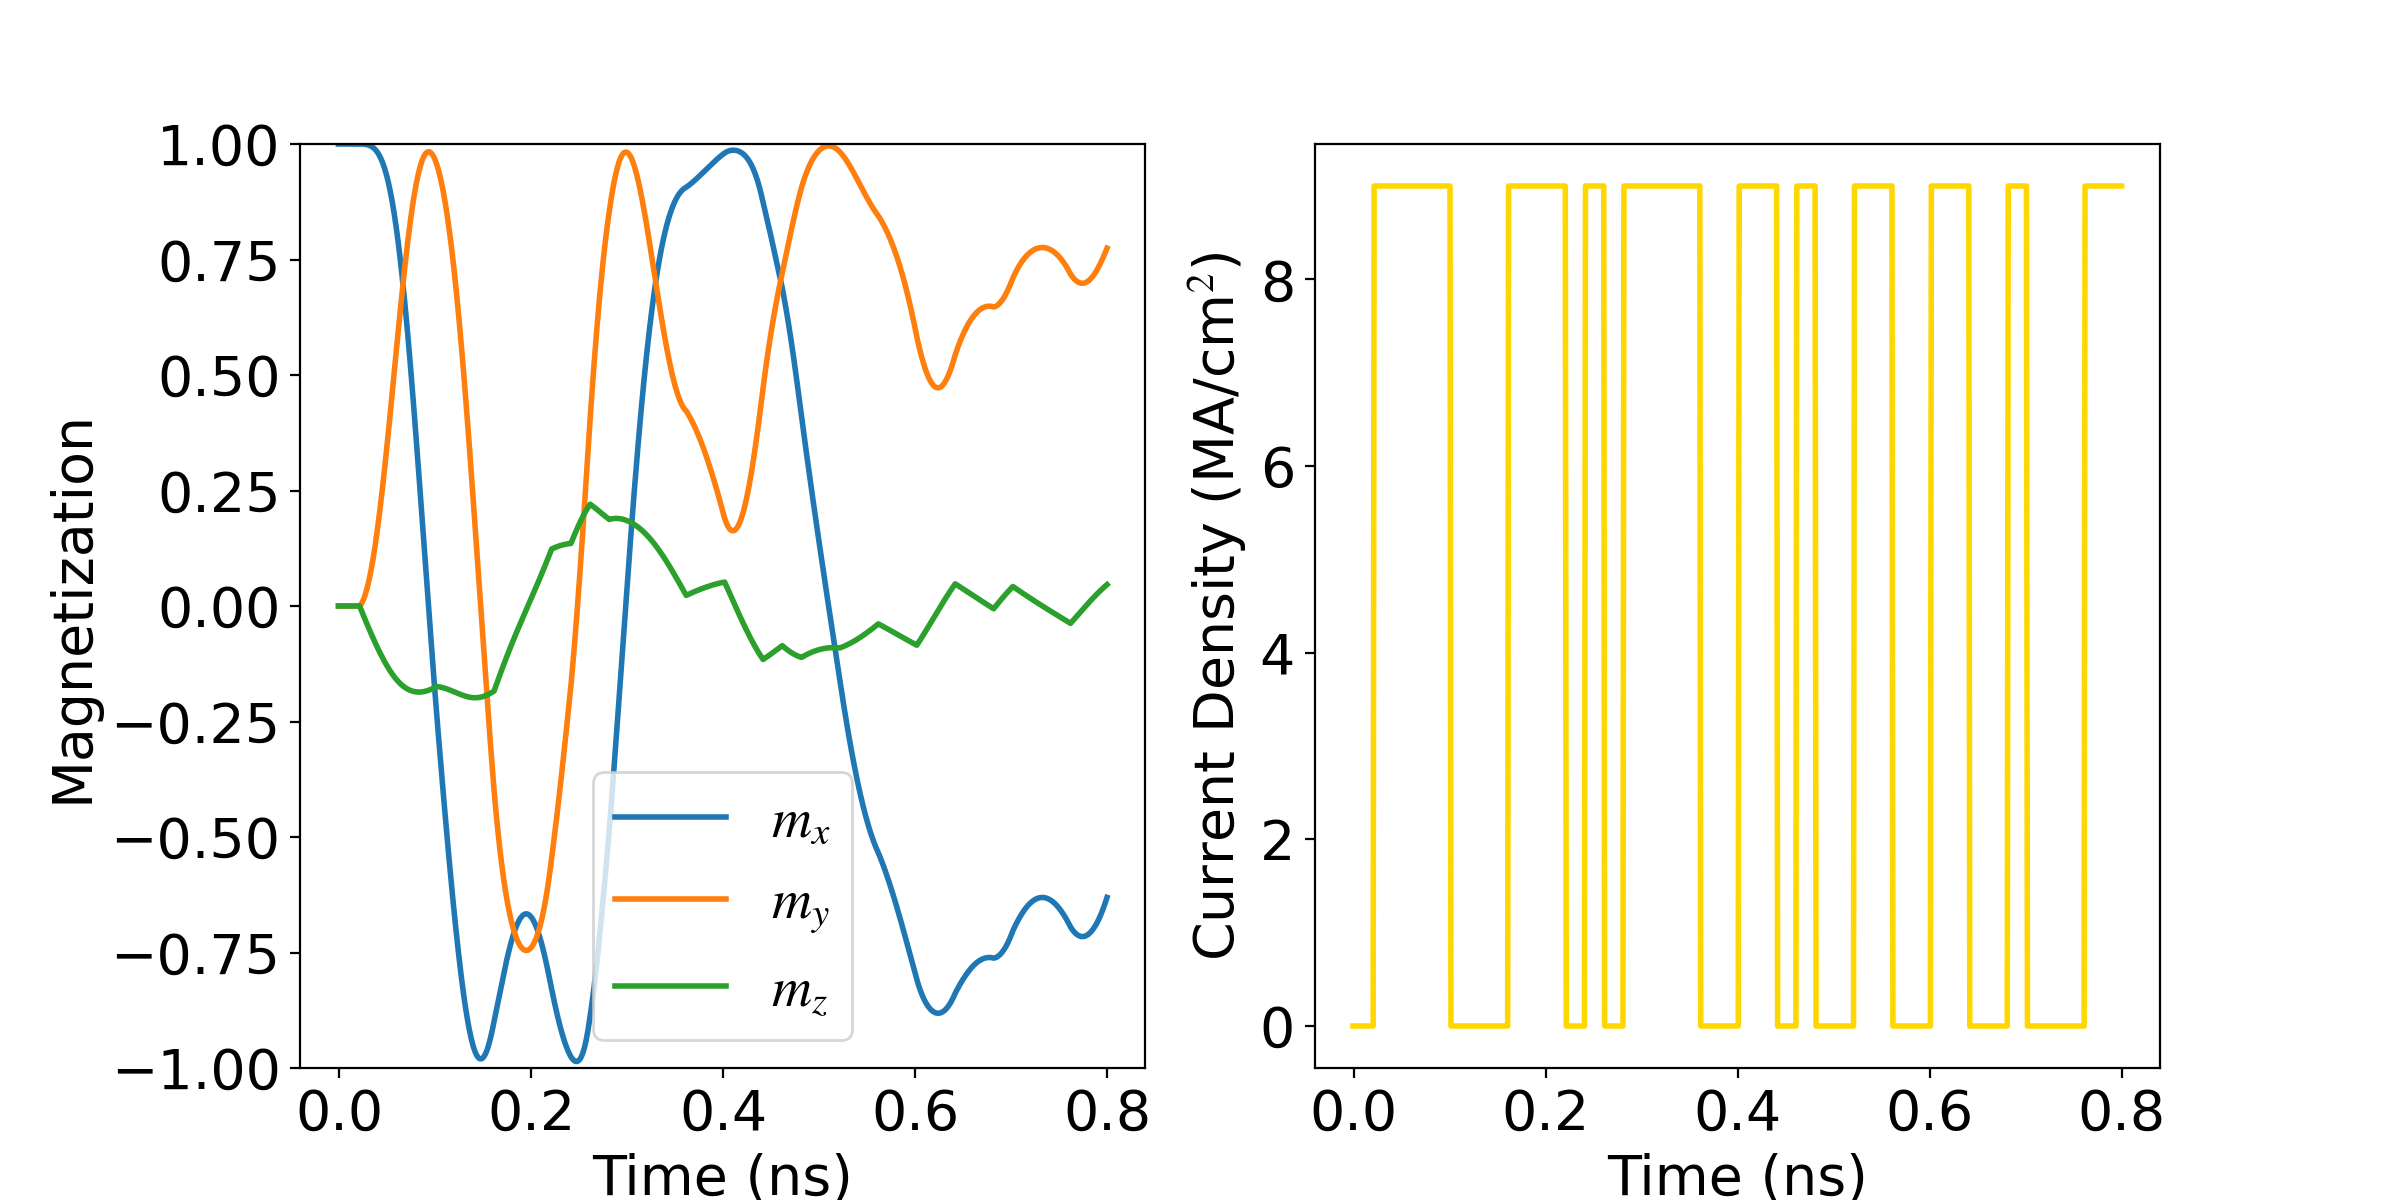 Magnetization
1.00
0.75
0.50
0.25
0.00
−0.25
−0.50
−0.75
−1.00
0.0 0.2 0.4 0.6 0.8
Time (ns)
mₓ
m_y
m_z
Current Density (MA/cm²)
8
6
4
2
0
0.0 0.2 0.4 0.6 0.8
Time (ns)